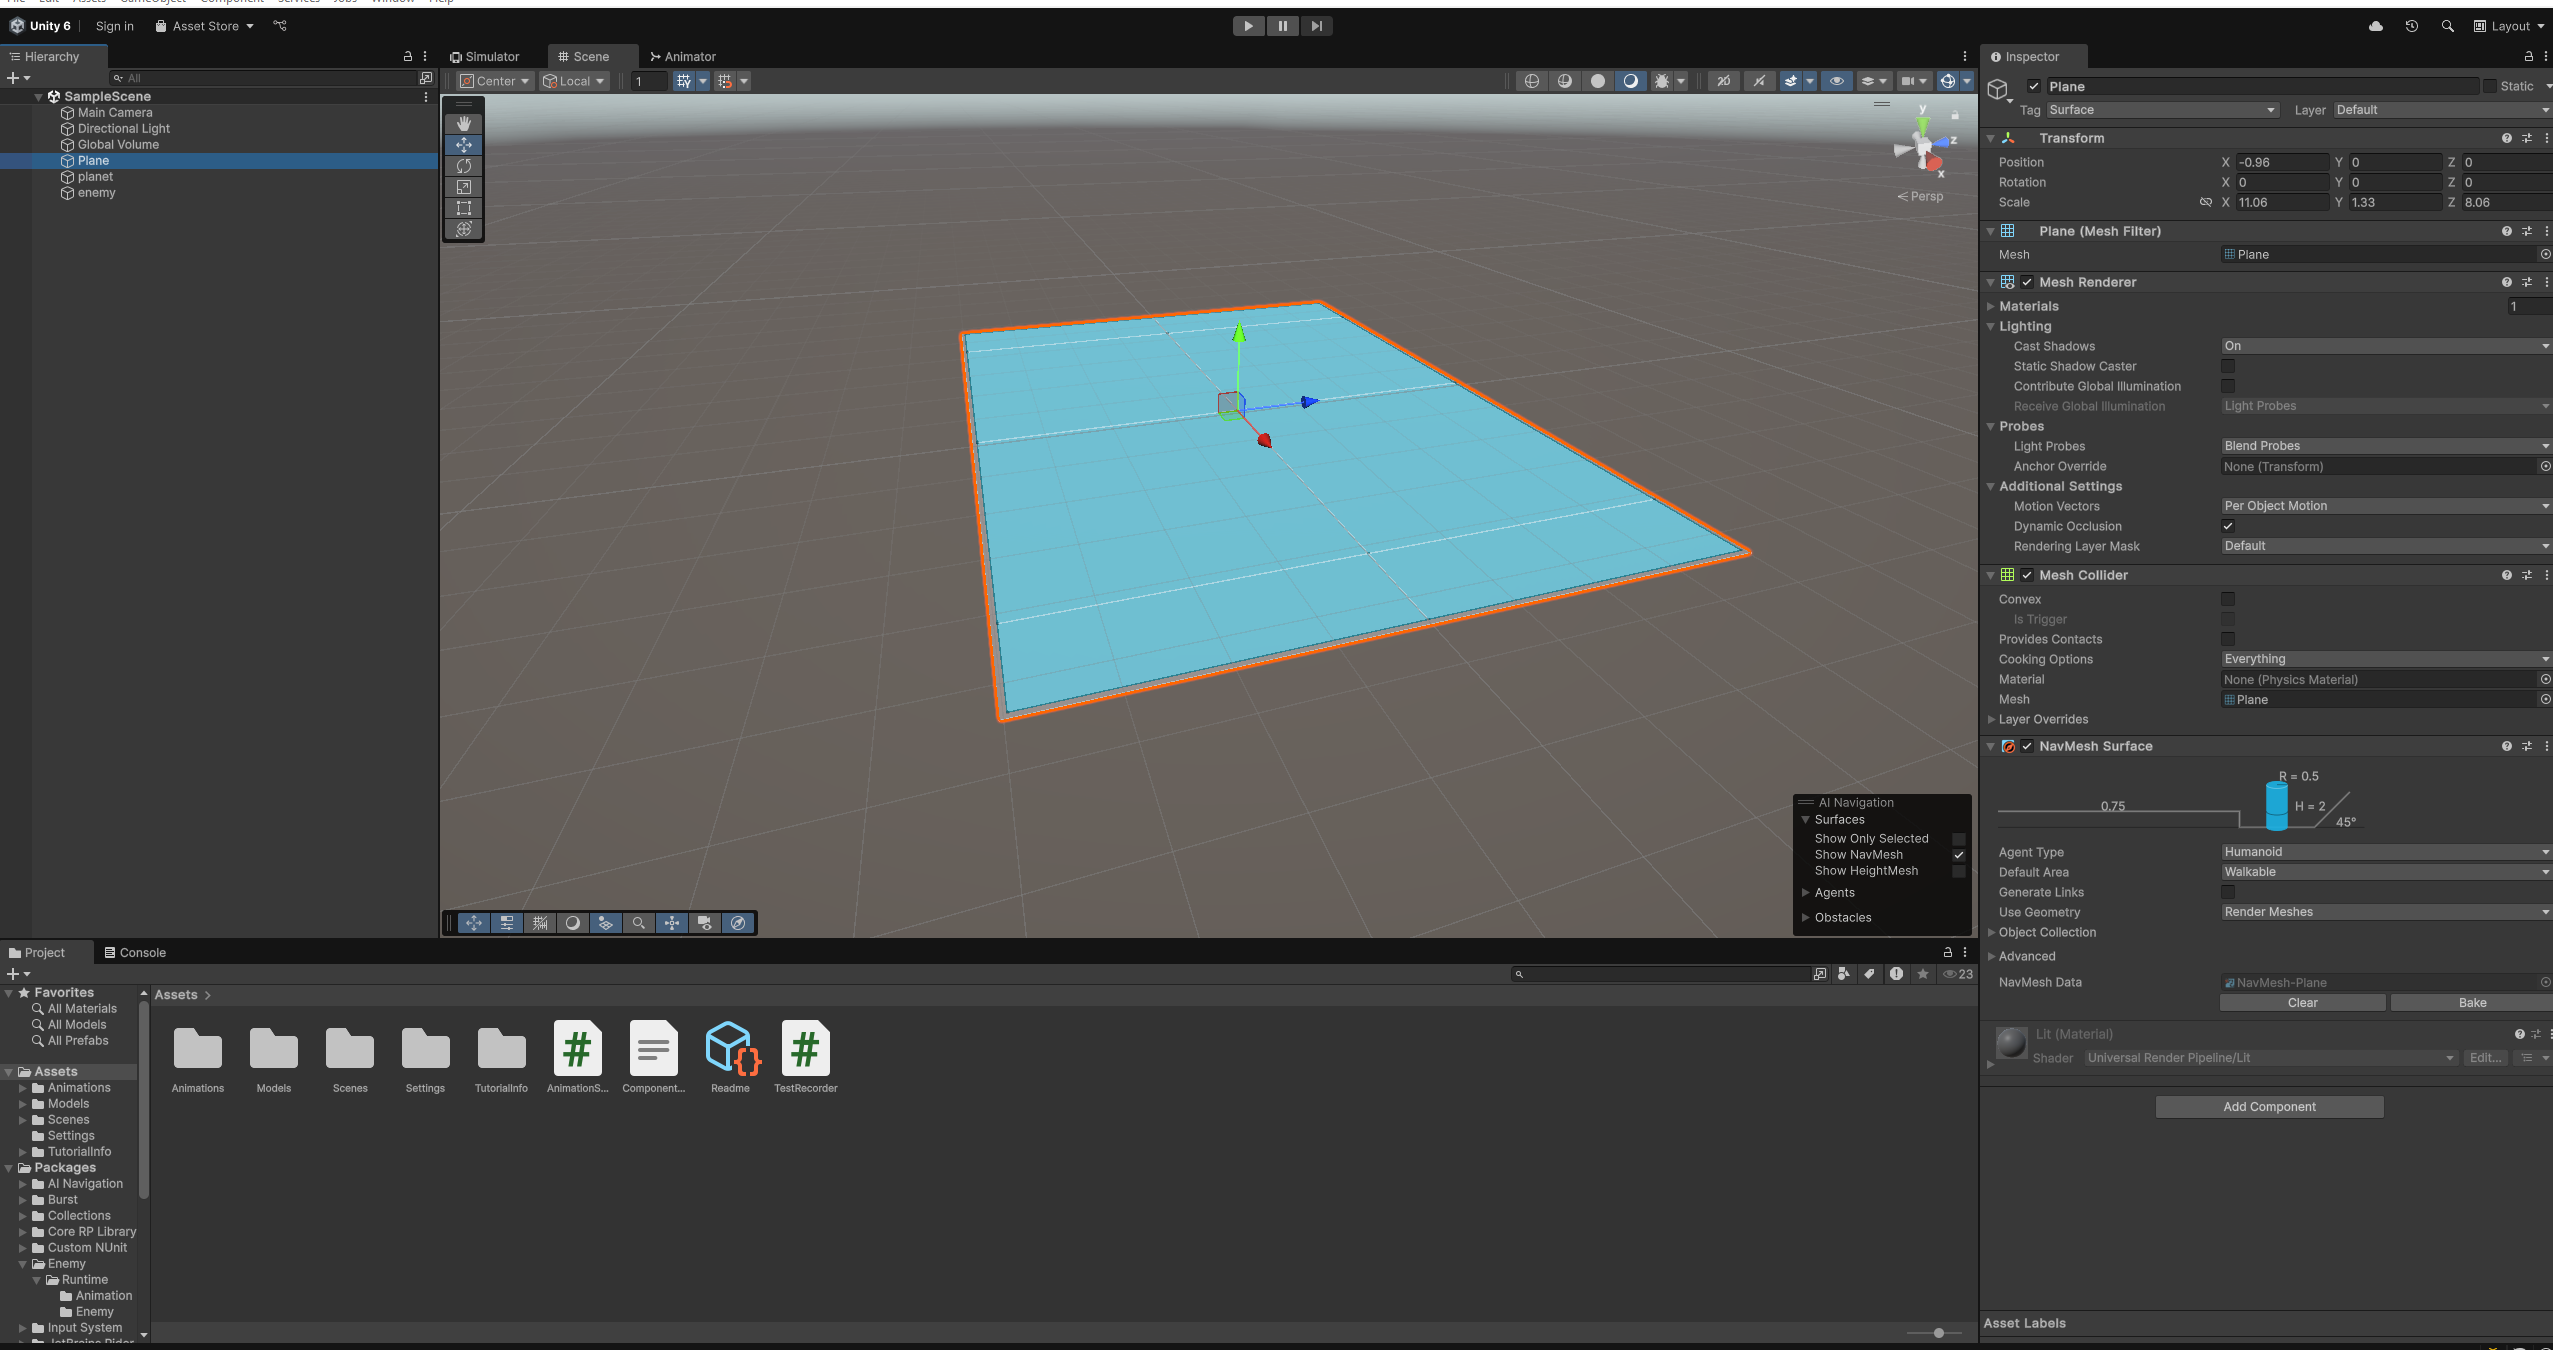 File Edit Assets GameObject Component Services Jobs Window Help
Unity 6 Sign in Asset Store Layout
Hierarchy
All
SampleScene
Main Camera
Directional Light
Global Volume
Plane
planet
enemy
Simulator Scene Animator
Center Local 1 2D
y
z
x
Persp
AI Navigation
Surfaces
Show Only Selected
Show NavMesh
Show HeightMesh
Agents
Obstacles
Inspector
Plane Static
Tag Surface Layer Default
Transform
Position X -0.96 Y 0 Z 0
Rotation X 0 Y 0 Z 0
Scale X 11.06 Y 1.33 Z 8.06
Plane (Mesh Filter)
Mesh Plane
Mesh Renderer
Materials 1
Lighting
Cast Shadows On
Static Shadow Caster
Contribute Global Illumination
Receive Global Illumination Light Probes
Probes
Light Probes Blend Probes
Anchor Override None (Transform)
Additional Settings
Motion Vectors Per Object Motion
Dynamic Occlusion
Rendering Layer Mask Default
Mesh Collider
Convex
Is Trigger
Provides Contacts
Cooking Options Everything
Material None (Physics Material)
Mesh Plane
Layer Overrides
NavMesh Surface
R = 0.5
0.75 H = 2
45°
Agent Type Humanoid
Default Area Walkable
Generate Links
Use Geometry Render Meshes
Object Collection
Advanced
NavMesh Data NavMesh-Plane
Clear Bake
Lit (Material)
Shader Universal Render Pipeline/Lit Edit...
Add Component
Asset Labels
Project Console
23
Favorites
All Materials
All Models
All Prefabs
Assets
Animations
Models
Scenes
Settings
TutorialInfo
Packages
AI Navigation
Burst
Collections
Core RP Library
Custom NUnit
Enemy
Runtime
Animation
Enemy
Input System
Assets
Animations Models Scenes Settings TutorialInfo AnimationS... Component... Readme TestRecorder